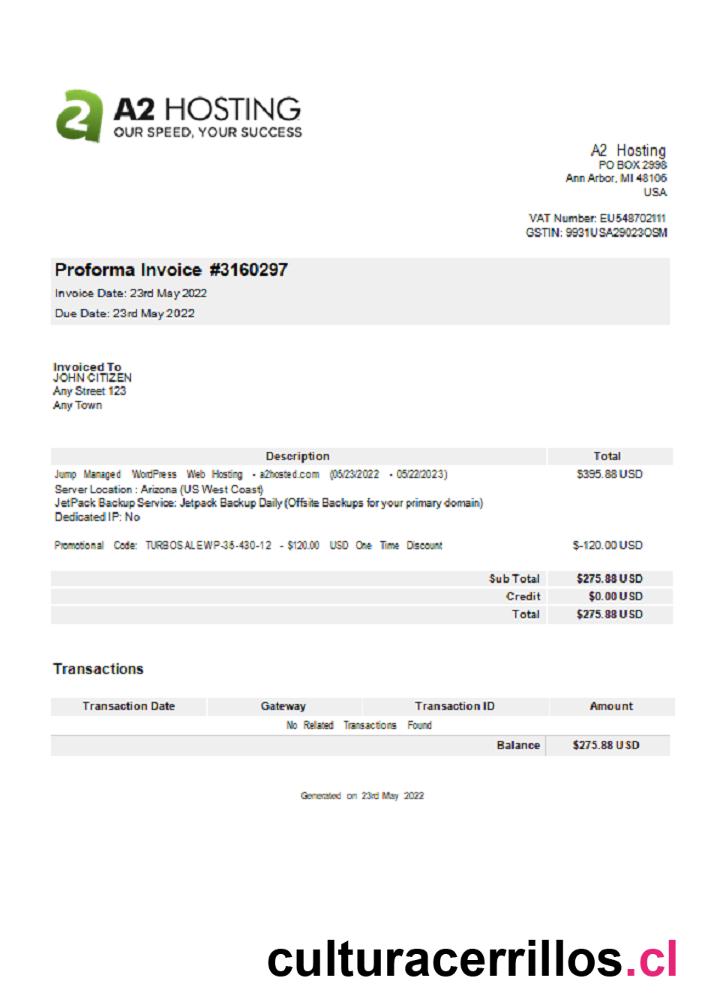 A2 HOSTING
OUR SPEED, YOUR SUCCESS
A2 Hosting
PO BOX 2998
Ann Arbor, MI 48106
USA
VAT Number: EU548702111
GSTIN: 9931USA29023OSM
Proforma Invoice #3160297
Invoice Date: 23rd May 2022
Due Date: 23rd May 2022
Invoiced To
JOHN CITIZEN
Any Street 123
Any Town
Description Total
Jump Managed WordPress Web Hosting - a2hosted.com (05/23/2022 - 05/22/2023) $395.88 USD
Server Location : Arizona (US West Coast)
JetPack Backup Service: Jetpack Backup Daily (Offsite Backups for your primary domain)
Dedicated IP: No
Promotional Code: TURBOSALEWP-35-430-12 - $120.00 USD One Time Discount $-120.00 USD
Sub Total $275.88 USD
Credit $0.00 USD
Total $275.88 USD
Transactions
Transaction Date Gateway Transaction ID Amount
No Related Transactions Found
Balance $275.88 USD
Generated on 23rd May 2022
culturacerrillos.cl